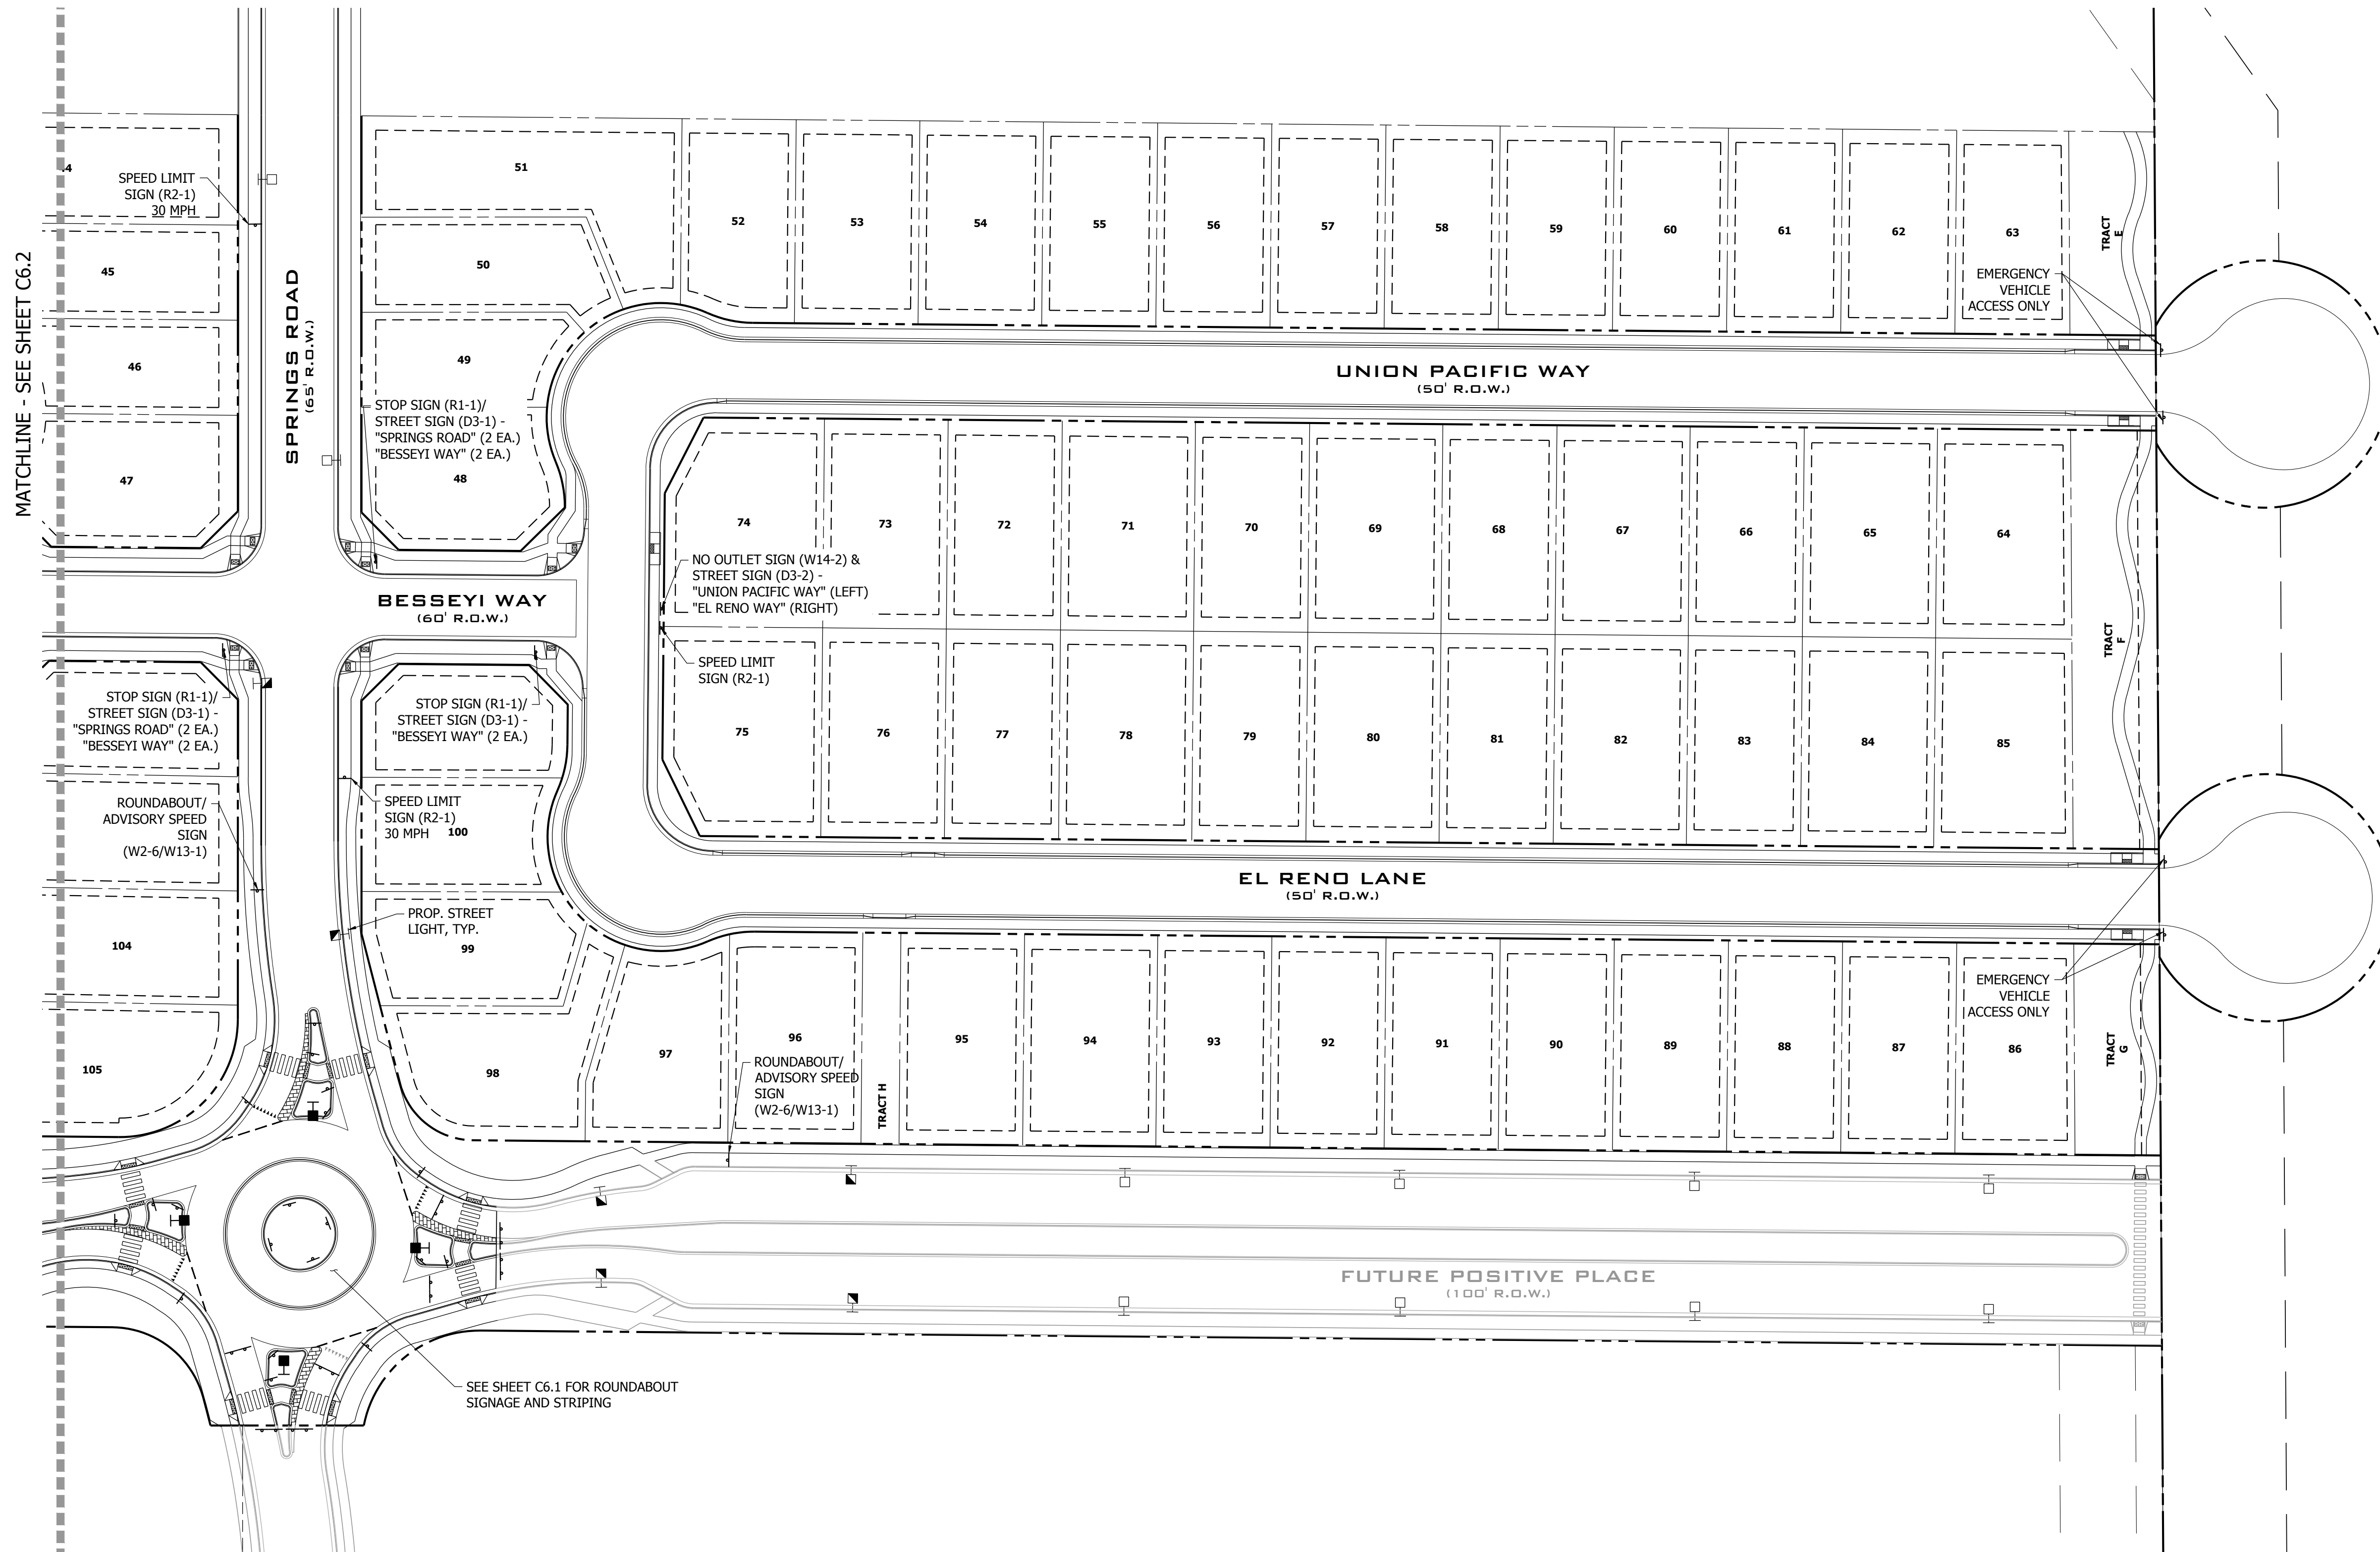 MATCHLINE - SEE SHEET C6.2
SPEED LIMIT
SIGN (R2-1)
30 MPH
45
46
47
SPRINGS ROAD
(65' R.O.W.)
51
50
49
STOP SIGN (R1-1)/
STREET SIGN (D3-1) -
"SPRINGS ROAD" (2 EA.)
"BESSEYI WAY" (2 EA.)
48
52
53
54
55
56
57
58
59
60
61
62
63
TRACT
E
EMERGENCY
VEHICLE
ACCESS ONLY
UNION PACIFIC WAY
(50' R.O.W.)
BESSEYI WAY
(60' R.O.W.)
74
73
72
71
70
69
68
67
66
65
64
NO OUTLET SIGN (W14-2) &
STREET SIGN (D3-2) -
"UNION PACIFIC WAY" (LEFT)
"EL RENO WAY" (RIGHT)
SPEED LIMIT
SIGN (R2-1)
TRACT
F
75
76
77
78
79
80
81
82
83
84
85
STOP SIGN (R1-1)/
STREET SIGN (D3-1) -
"SPRINGS ROAD" (2 EA.)
"BESSEYI WAY" (2 EA.)
STOP SIGN (R1-1)/
STREET SIGN (D3-1) -
"BESSEYI WAY" (2 EA.)
ROUNDABOUT/
ADVISORY SPEED
SIGN
(W2-6/W13-1)
SPEED LIMIT
SIGN (R2-1)
30 MPH
100
PROP. STREET
LIGHT, TYP.
99
104
105
98
97
96
EL RENO LANE
(50' R.O.W.)
ROUNDABOUT/
ADVISORY SPEED
SIGN
(W2-6/W13-1)
TRACT H
95
94
93
92
91
90
89
88
87
86
EMERGENCY
VEHICLE
ACCESS ONLY
TRACT
G
FUTURE POSITIVE PLACE
(100' R.O.W.)
SEE SHEET C6.1 FOR ROUNDABOUT
SIGNAGE AND STRIPING